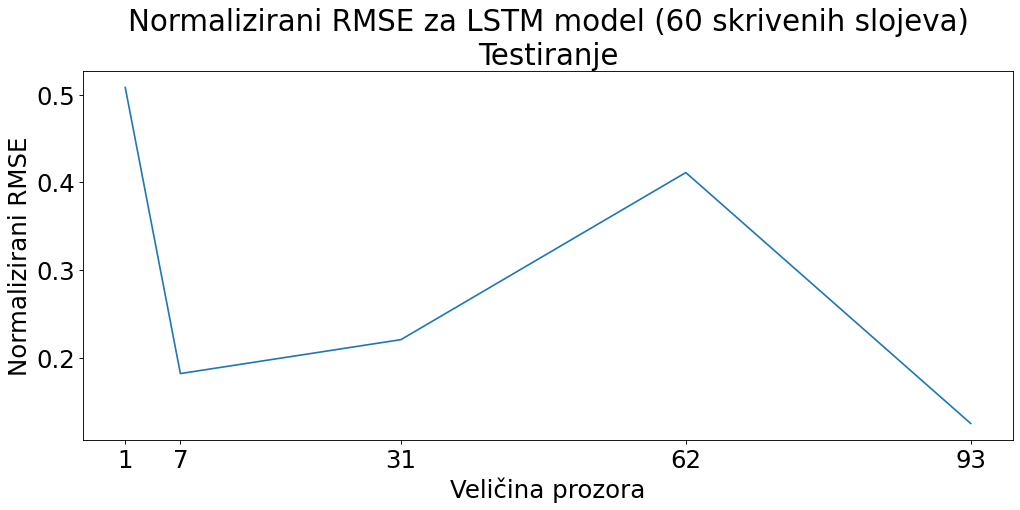 Normalizirani RMSE za LSTM model (60 skrivenih slojeva)
Testiranje
Normalizirani RMSE
0.5
0.4
0.3
0.2
1 7 31 62 93
Veličina prozora